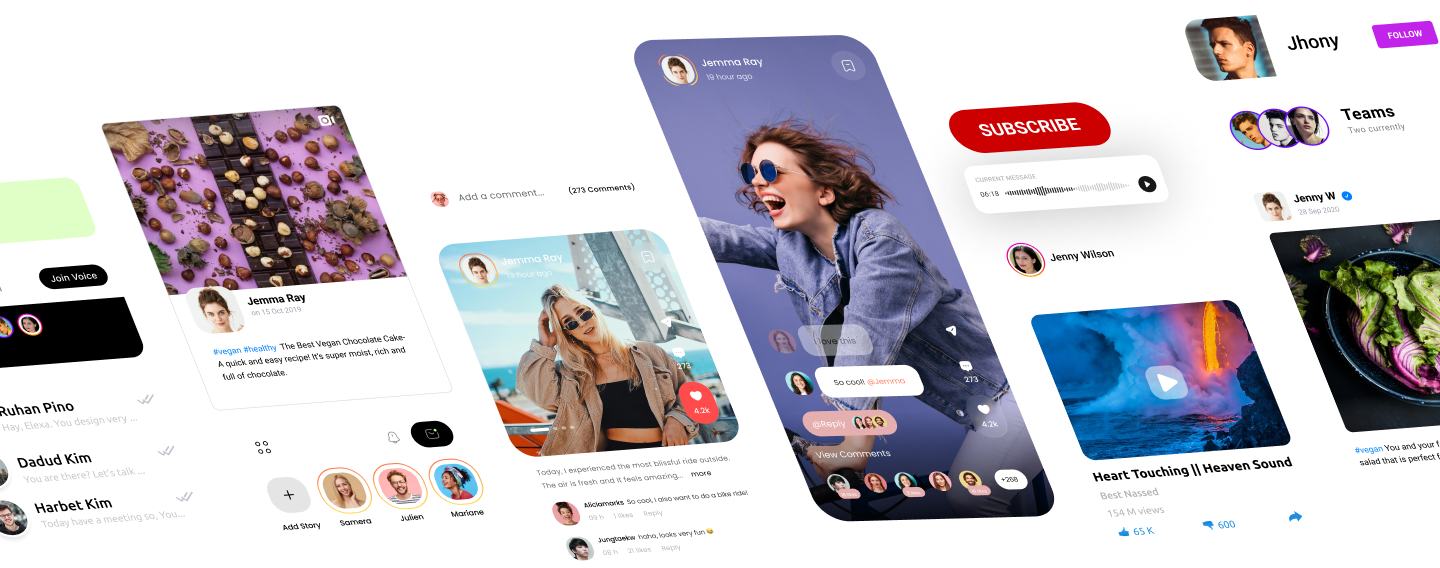 Join Voice
Ruhan Pino
Hay, Elexa. You design very ...
Dadud Kim
You are there? Let's talk ...
Harbet Kim
Today have a meeting so, You...
Jemma Ray
on 15 Oct 2019
#vegan #healthy The Best Vegan Chocolate Cake-
A quick and easy recipe! It's super moist, rich and
full of chocolate.
Add Story
Samera
Julien
Mariane
Add a comment...
(273 Comments)
Jemma Ray
19 hour ago
273
4.2k
Today, I experienced the most blissful ride outside.
The air is fresh and it feels amazing... more
Aliciamarks So cool, i also want to do a bike ride!
09 h 1 likes Reply
Jungtaekw haha, looks very fun 😄
08 h 21 likes Reply
Jemma Ray
19 hour ago
I love this
So cool! @Jemma
@Reply
View Comments
273
4.2k
+268
SUBSCRIBE
CURRENT MESSAGE
06:18
Jenny Wilson
Heart Touching || Heaven Sound
Best Nassed
154 M views
65 K
600
Jhony
FOLLOW
Teams
Two currently
Jenny W
28 Sep 2020
#vegan You and your f
salad that is perfect f